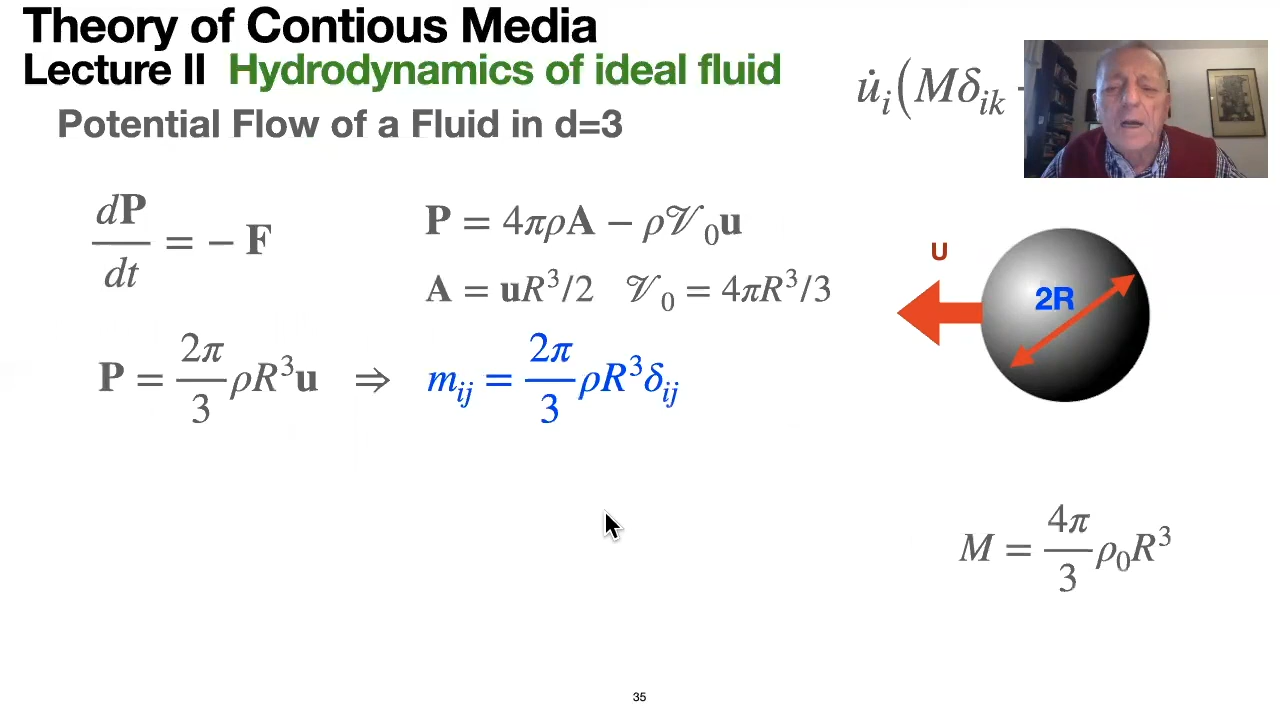 Theory of Contious Media
Lecture II Hydrodynamics of ideal fluid
Potential Flow of a Fluid in d=3
u̇ᵢ(Mδᵢₖ
d𝐏/dt = − 𝐅
𝐏 = 4πρ𝐀 − ρ𝒱₀𝐮
𝐀 = 𝐮R³/2 𝒱₀ = 4πR³/3
𝐏 = 2π/3 ρR³𝐮 ⇒ mᵢⱼ = 2π/3 ρR³δᵢⱼ
U
2R
M = 4π/3 ρ₀R³
35